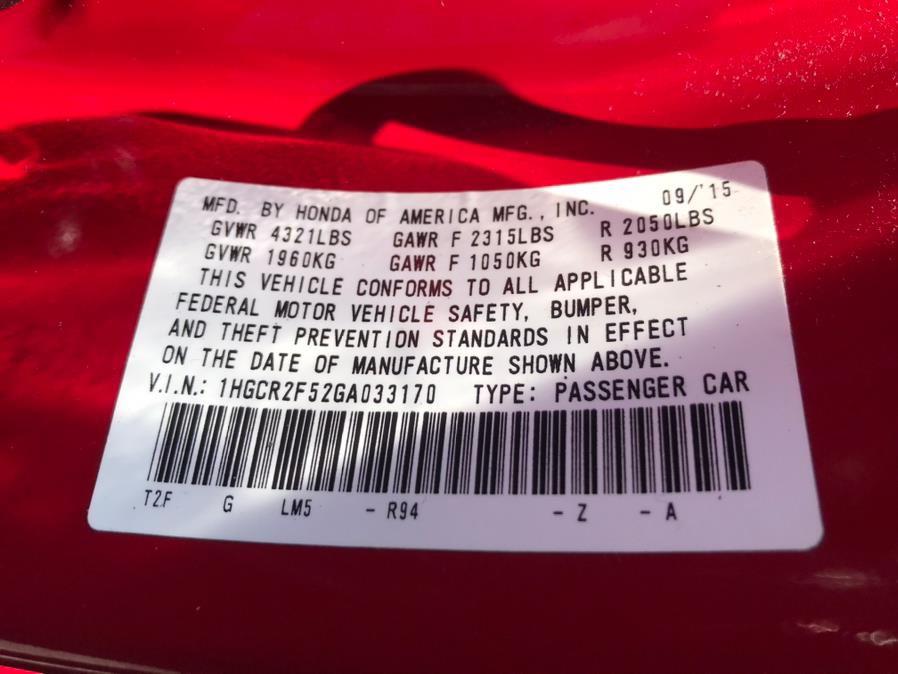 MFD. BY HONDA OF AMERICA MFG., INC. 09/'15
GVWR 4321LBS GAWR F 2315LBS R 2050LBS
GVWR 1960KG GAWR F 1050KG R 930KG
THIS VEHICLE CONFORMS TO ALL APPLICABLE
FEDERAL MOTOR VEHICLE SAFETY, BUMPER,
AND THEFT PREVENTION STANDARDS IN EFFECT
ON THE DATE OF MANUFACTURE SHOWN ABOVE.
V.I.N.: 1HGCR2F52GA033170 TYPE: PASSENGER CAR
T2F G LM5 - R94 - Z - A